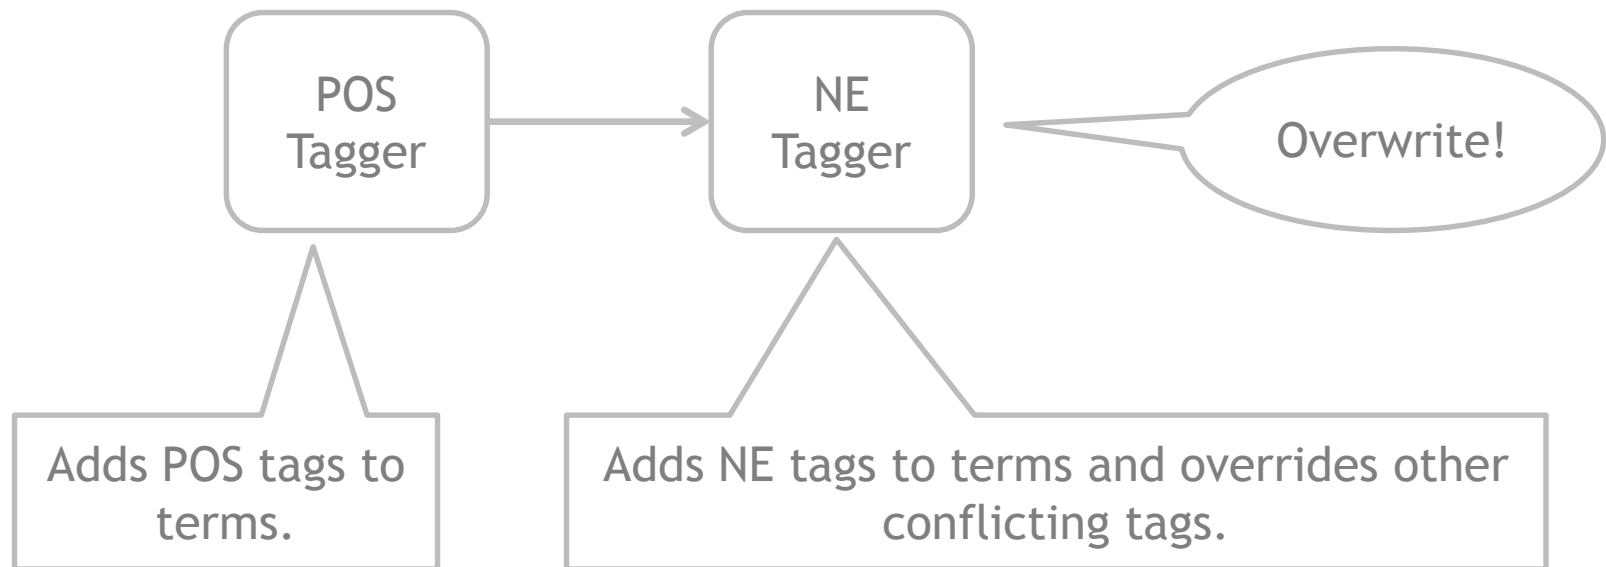 POS
Tagger
NE
Tagger
Overwrite!
Adds POS tags to
terms.
Adds NE tags to terms and overrides other
conflicting tags.